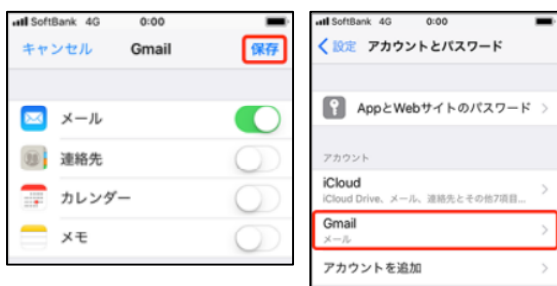 SoftBank 4G 0:00
キャンセル Gmail 保存
メール
連絡先
カレンダー
メモ
SoftBank 4G 0:00
設定 アカウントとパスワード
AppとWebサイトのパスワード
アカウント
iCloud
iCloud Drive、メール、連絡先とその他7項目...
Gmail
メール
アカウントを追加